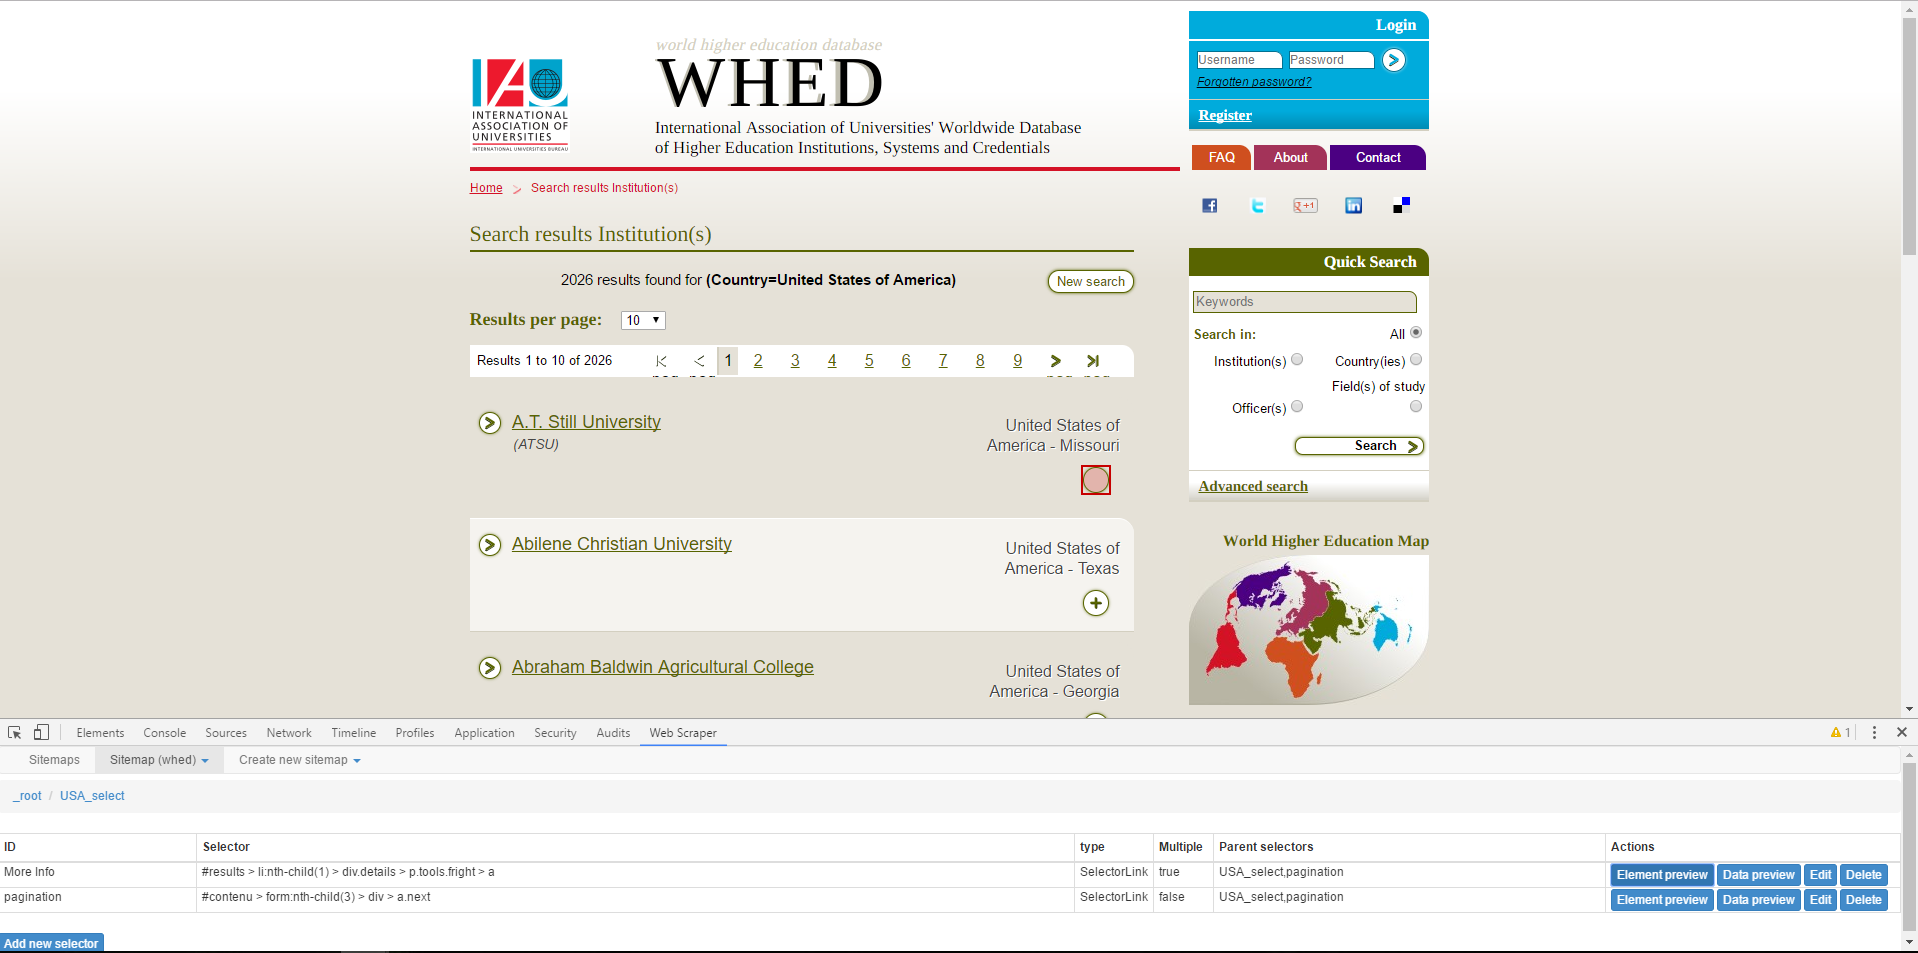 world higher education database
WHED
International Association of Universities' Worldwide Database
of Higher Education Institutions, Systems and Credentials
IAU
INTERNATIONAL
ASSOCIATION OF
UNIVERSITIES
INTERNATIONAL UNIVERSITIES BUREAU
Login
Username
Password
Forgotten password?
Register
FAQ
About
Contact
Home
Search results Institution(s)
+1
in
Search results Institution(s)
2026 results found for (Country=United States of America)
New search
Results per page: 10
Results 1 to 10 of 2026
1 2 3 4 5 6 7 8 9
A.T. Still University
(ATSU)
United States of
America - Missouri
Abilene Christian University
United States of
America - Texas
Abraham Baldwin Agricultural College
United States of
America - Georgia
Quick Search
Keywords
Search in:
All
Institution(s)
Country(ies)
Field(s) of study
Officer(s)
Search
Advanced search
World Higher Education Map
Elements Console Sources Network Timeline Profiles Application Security Audits Web Scraper
1
Sitemaps Sitemap (whed) Create new sitemap
_root / USA_select
ID Selector type Multiple Parent selectors Actions
More Info #results > li:nth-child(1) > div.details > p.tools.fright > a SelectorLink true USA_select,pagination Element preview Data preview Edit Delete
pagination #contenu > form:nth-child(3) > div > a.next SelectorLink false USA_select,pagination Element preview Data preview Edit Delete
Add new selector